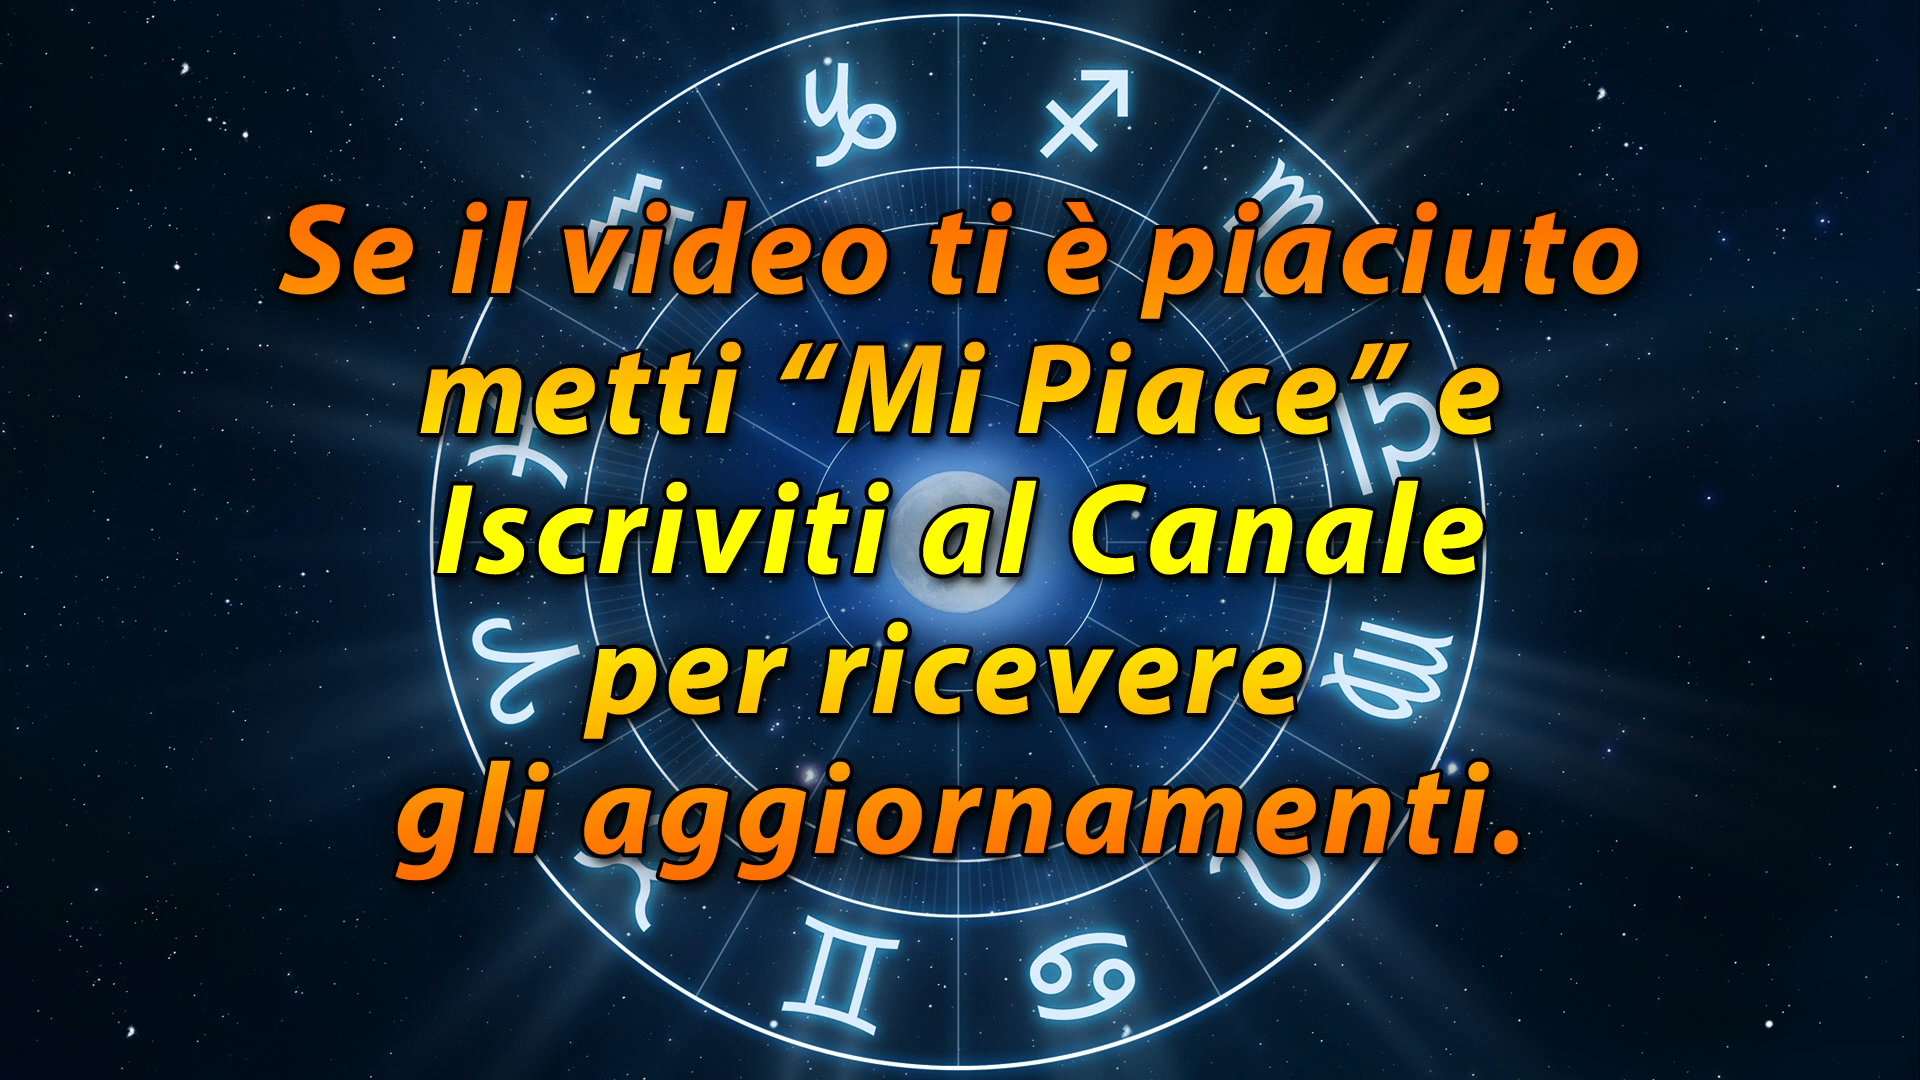 Se il video ti è piaciuto
metti “Mi Piace” e
Iscriviti al Canale
per ricevere
gli aggiornamenti.